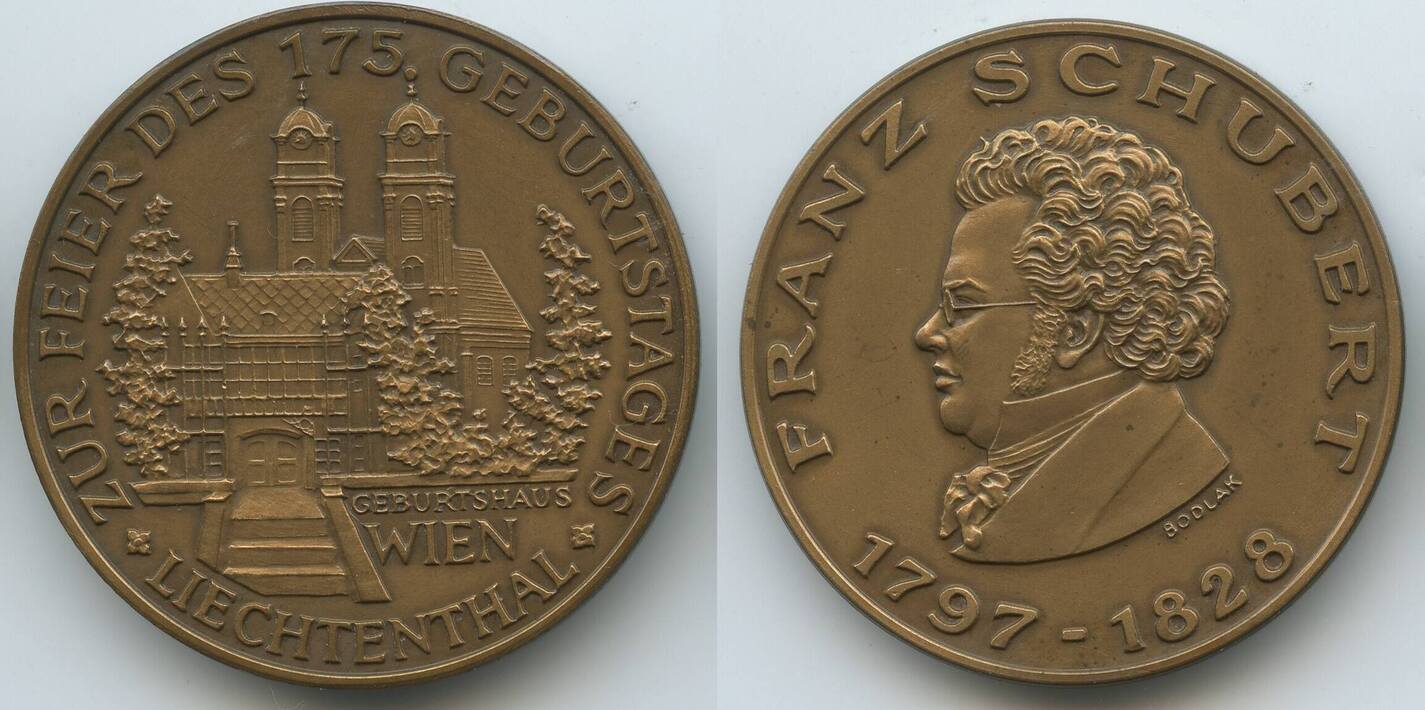 ZUR FEIER DES 175. GEBURTSTAGES
GEBURTSHAUS
WIEN
LIECHTENTHAL
FRANZ SCHUBERT
BODLAK
1797-1828